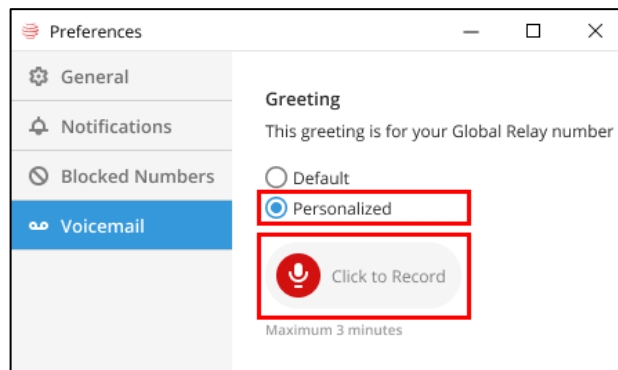 Preferences
General
Notifications
Blocked Numbers
Voicemail
Greeting
This greeting is for your Global Relay number
Default
Personalized
Click to Record
Maximum 3 minutes